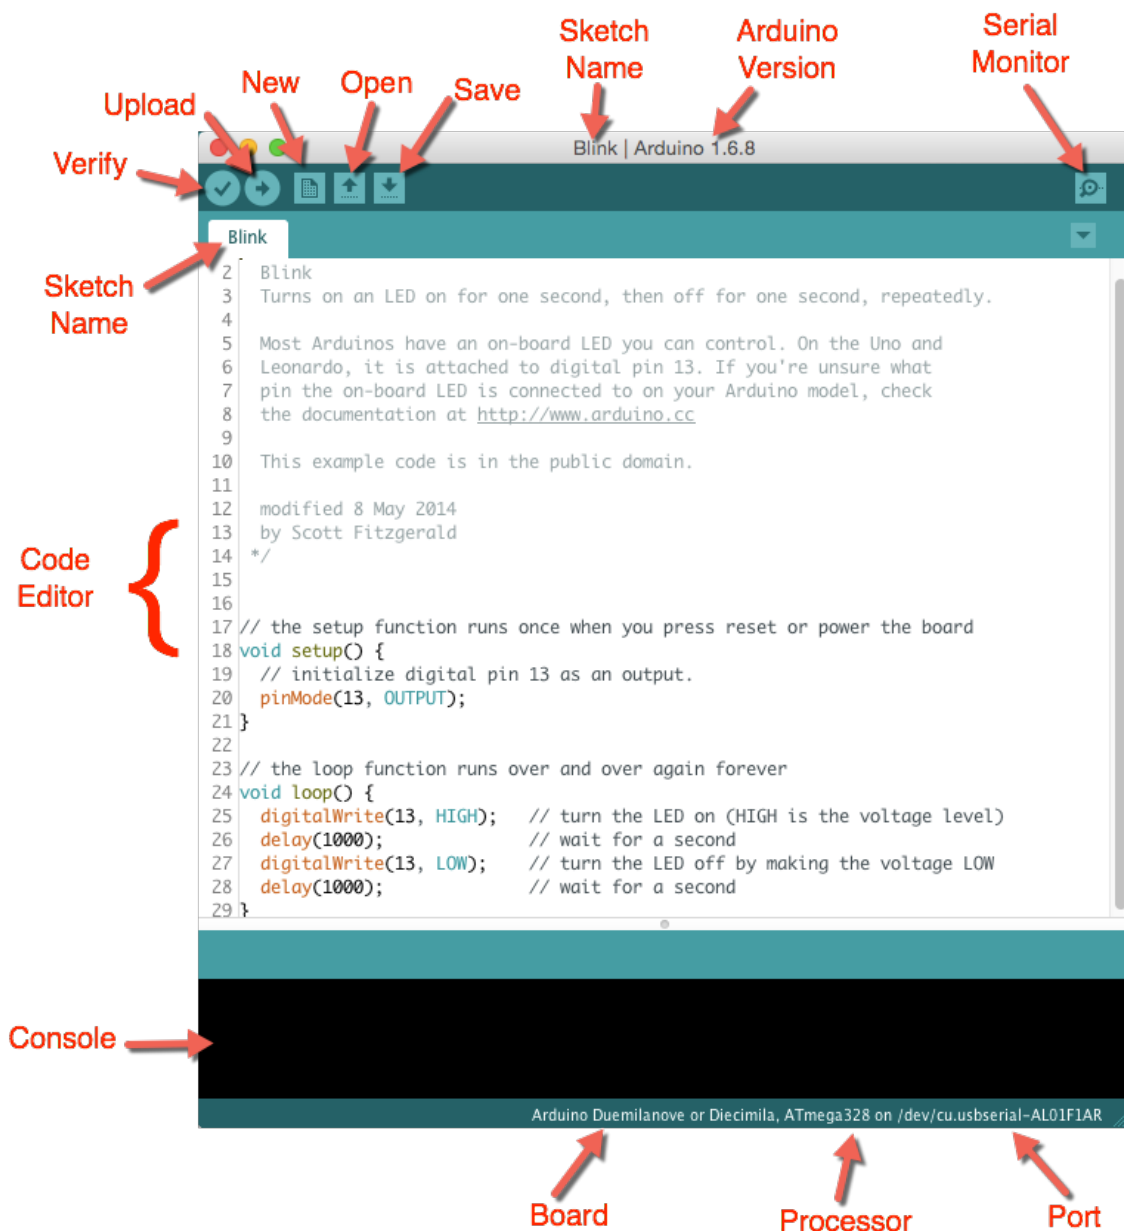 Sketch
Name
Arduino
Version
Serial
Monitor
New
Open
Save
Upload
Verify
Blink | Arduino 1.6.8
Blink
Sketch
Name
2 Blink
3 Turns on an LED on for one second, then off for one second, repeatedly.
4
5 Most Arduinos have an on-board LED you can control. On the Uno and
6 Leonardo, it is attached to digital pin 13. If you're unsure what
7 pin the on-board LED is connected to on your Arduino model, check
8 the documentation at http://www.arduino.cc
9
10 This example code is in the public domain.
11
12 modified 8 May 2014
13 by Scott Fitzgerald
14 */
15
16
17 // the setup function runs once when you press reset or power the board
18 void setup() {
19 // initialize digital pin 13 as an output.
20 pinMode(13, OUTPUT);
21 }
22
23 // the loop function runs over and over again forever
24 void loop() {
25 digitalWrite(13, HIGH); // turn the LED on (HIGH is the voltage level)
26 delay(1000); // wait for a second
27 digitalWrite(13, LOW); // turn the LED off by making the voltage LOW
28 delay(1000); // wait for a second
29 }
Code
Editor
Console
Arduino Duemilanove or Diecimila, ATmega328 on /dev/cu.usbserial-AL01F1AR
Board
Processor
Port